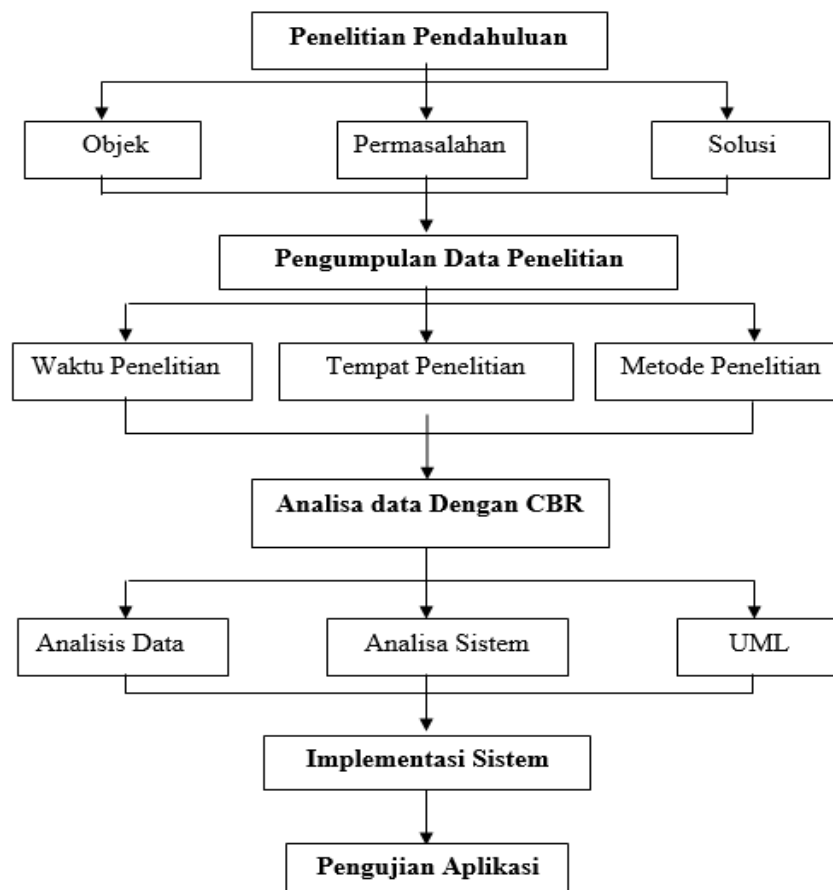 Penelitian Pendahuluan
Objek
Permasalahan
Solusi
Pengumpulan Data Penelitian
Waktu Penelitian
Tempat Penelitian
Metode Penelitian
Analisa data Dengan CBR
Analisis Data
Analisa Sistem
UML
Implementasi Sistem
Pengujian Aplikasi